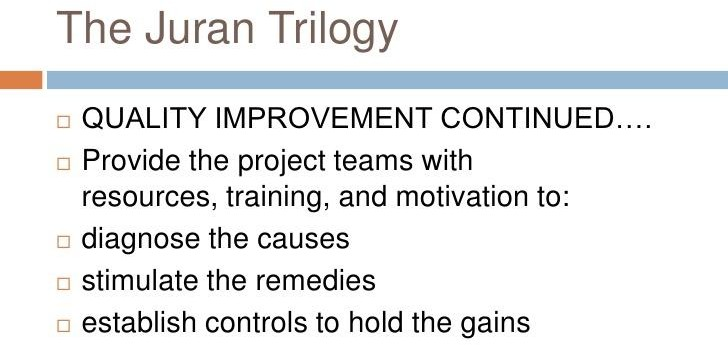 The Juran Trilogy
QUALITY IMPROVEMENT CONTINUED….
Provide the project teams with
resources, training, and motivation to:
diagnose the causes
stimulate the remedies
establish controls to hold the gains